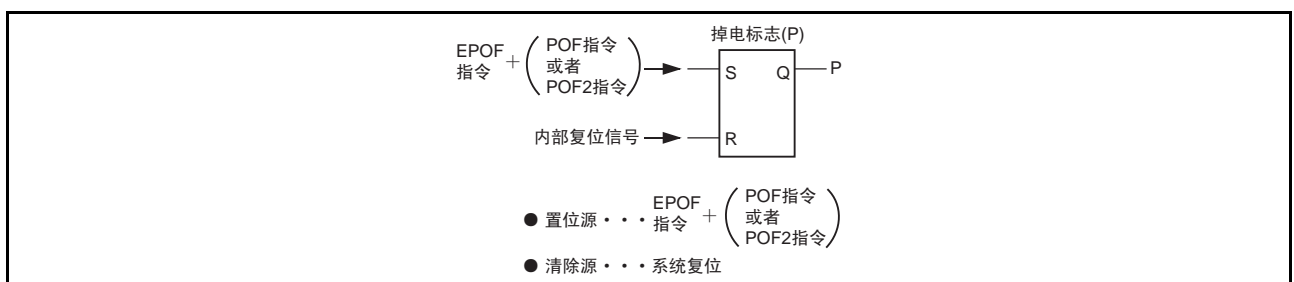 掉电标志(P)
EPOF
指令
+
(POF指令
或者
POF2指令)
S Q P
内部复位信号
R
● 置位源・・・EPOF
指令
+
(POF指令
或者
POF2指令)
● 清除源・・・系统复位